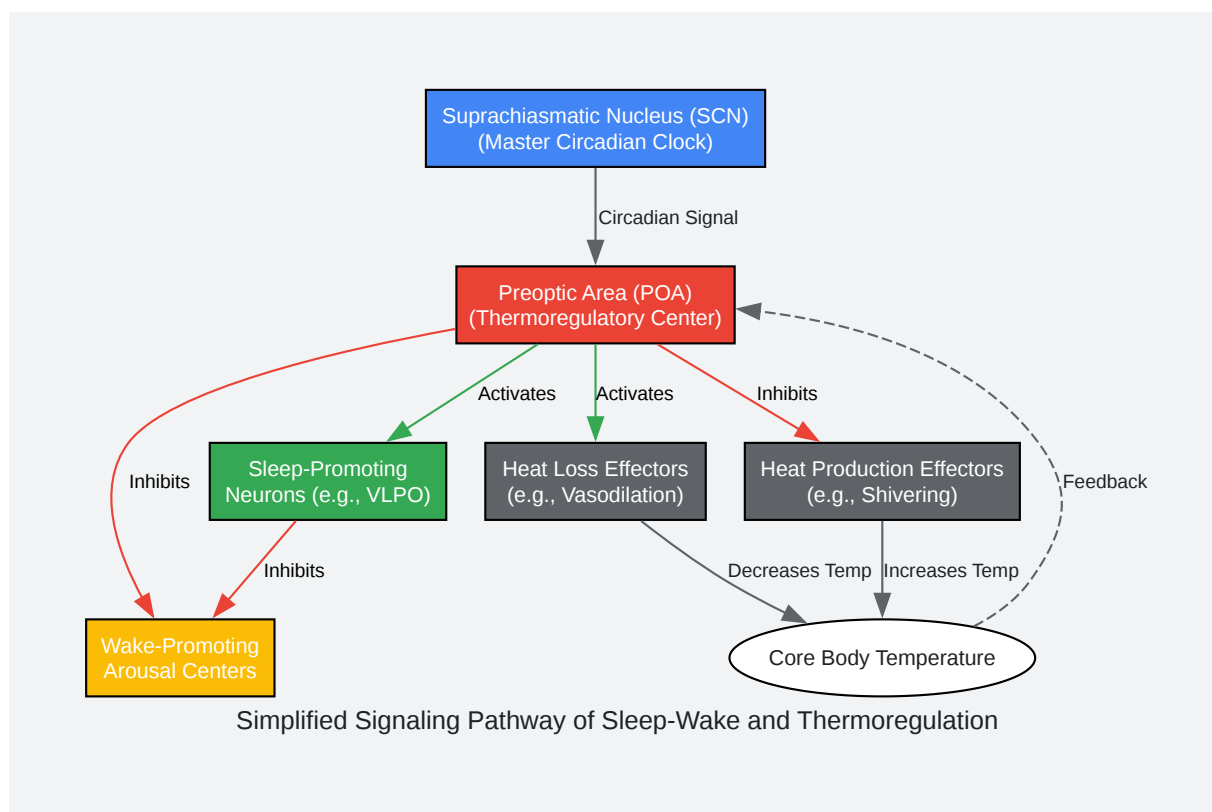 Suprachiasmatic Nucleus (SCN)
(Master Circadian Clock)
Circadian Signal
Preoptic Area (POA)
(Thermoregulatory Center)
Activates
Activates
Inhibits
Sleep-Promoting
Neurons (e.g., VLPO)
Heat Loss Effectors
(e.g., Vasodilation)
Heat Production Effectors
(e.g., Shivering)
Inhibits
Feedback
Inhibits
Decreases Temp
Increases Temp
Wake-Promoting
Arousal Centers
Core Body Temperature
Simplified Signaling Pathway of Sleep-Wake and Thermoregulation